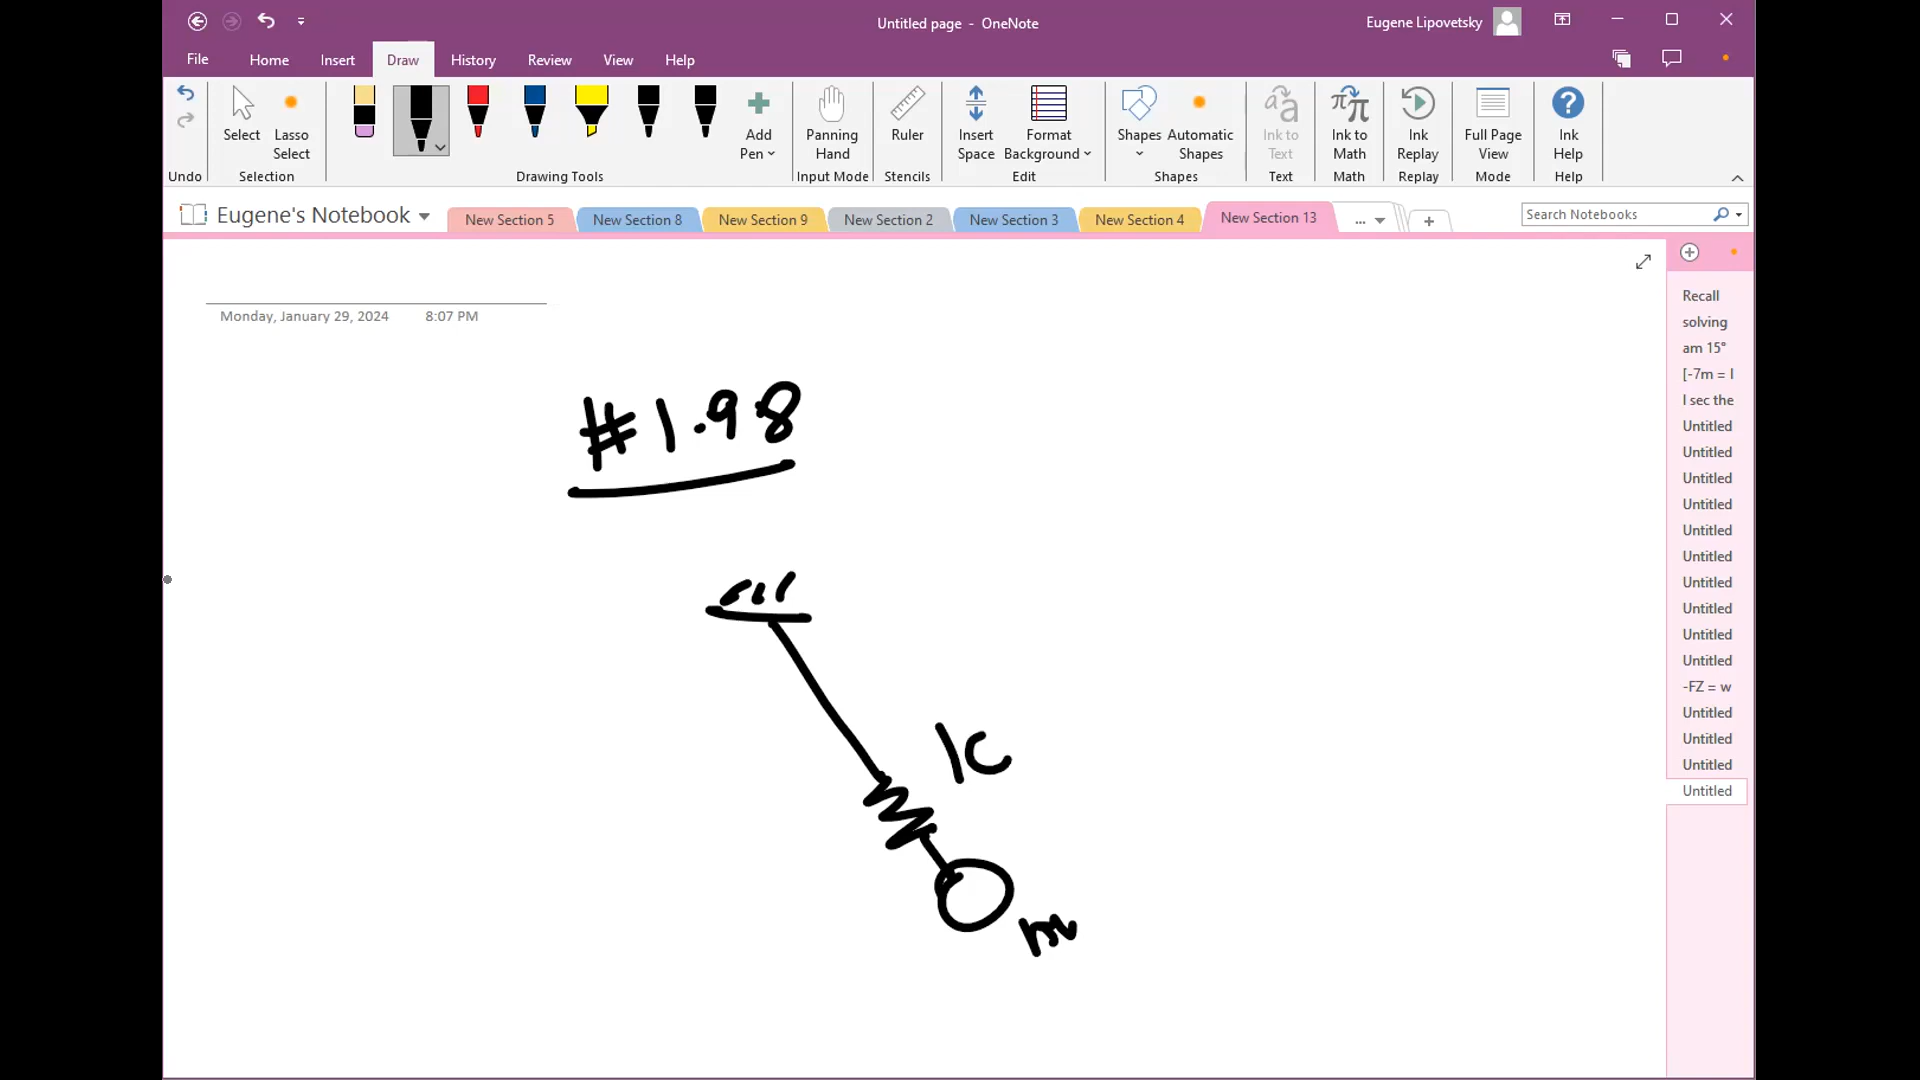 Untitled page - OneNote
Eugene Lipovetsky
File Home Insert Draw History Review View Help
Select
Lasso Select
Add Pen
Panning Hand
Ruler
Insert Space
Format Background
Shapes
Automatic Shapes
Ink to Text
Ink to Math
Ink Replay
Full Page View
Ink Help
Undo Selection Drawing Tools Input Mode Stencils Edit Shapes Text Math Replay Mode Help
Eugene's Notebook
New Section 5 New Section 8 New Section 9 New Section 2 New Section 3 New Section 4 New Section 13 ...
Search Notebooks
Monday, January 29, 2024 8:07 PM
#1.98
K
m
Recall
solving
am 15°
[-7m = I
I sec the
Untitled
Untitled
Untitled
Untitled
Untitled
Untitled
Untitled
Untitled
Untitled
Untitled
-FZ = w
Untitled
Untitled
Untitled
Untitled